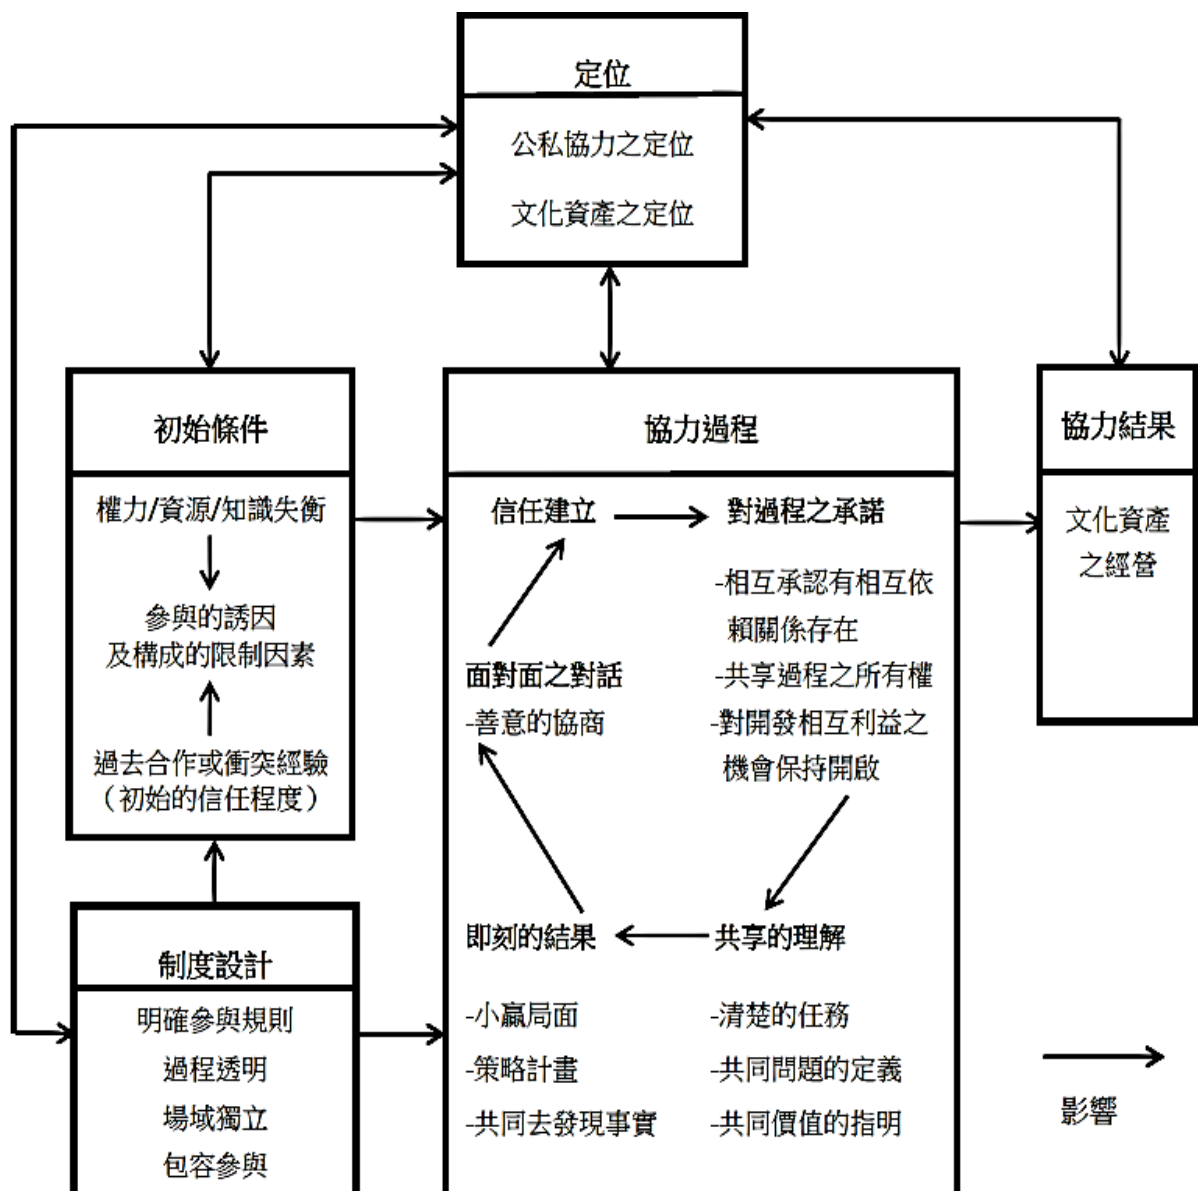 定位
公私協力之定位
文化資產之定位
初始條件
權力/資源/知識失衡
參與的誘因
及構成的限制因素
過去合作或衝突經驗
（初始的信任程度）
制度設計
明確參與規則
過程透明
場域獨立
包容參與
協力過程
信任建立
對過程之承諾
-相互承認有相互依
賴關係存在
-共享過程之所有權
-對開發相互利益之
機會保持開啟
面對面之對話
-善意的協商
即刻的結果
-小贏局面
-策略計畫
-共同去發現事實
共享的理解
-清楚的任務
-共同問題的定義
-共同價值的指明
協力結果
文化資產
之經營
影響